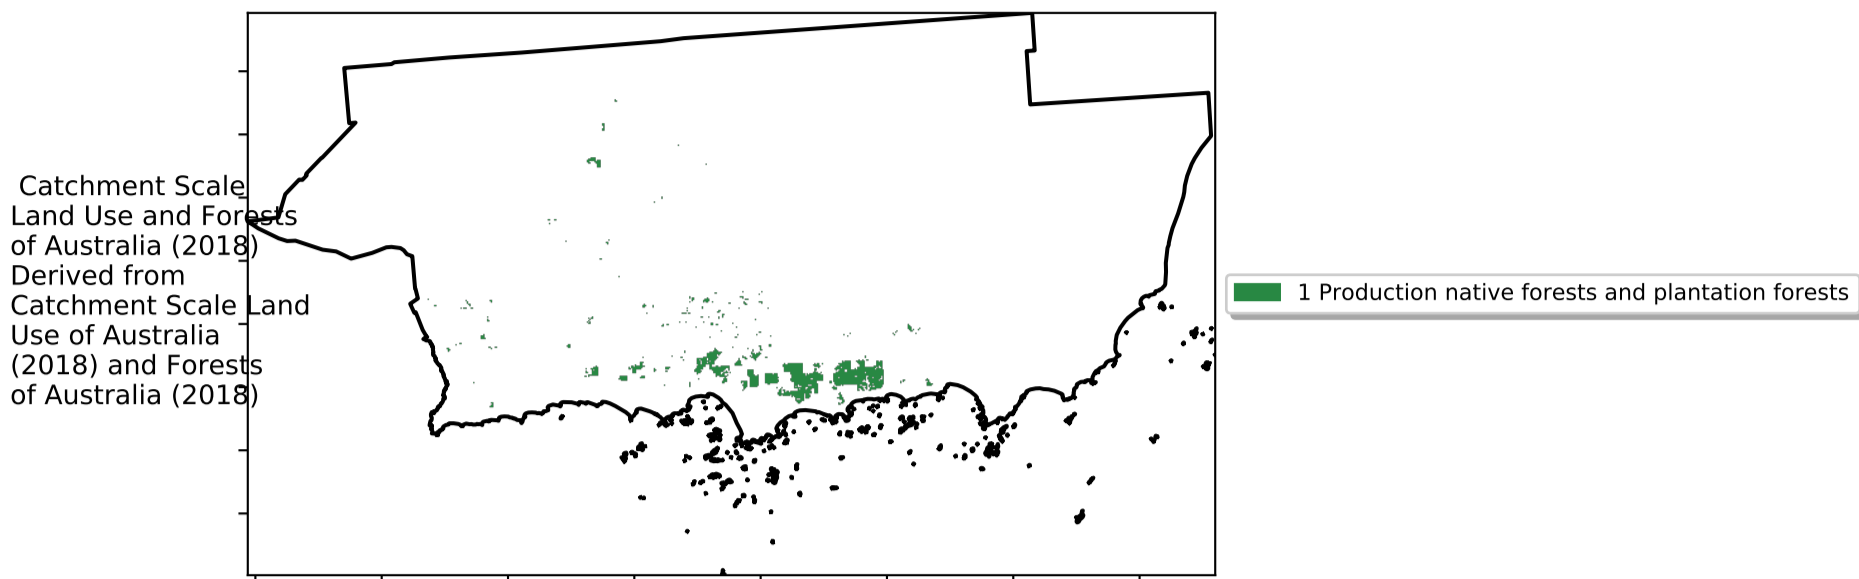 Catchment Scale
Land Use and Forests
of Australia (2018)
Derived from
Catchment Scale Land
Use of Australia
(2018) and Forests
of Australia (2018)
1 Production native forests and plantation forests